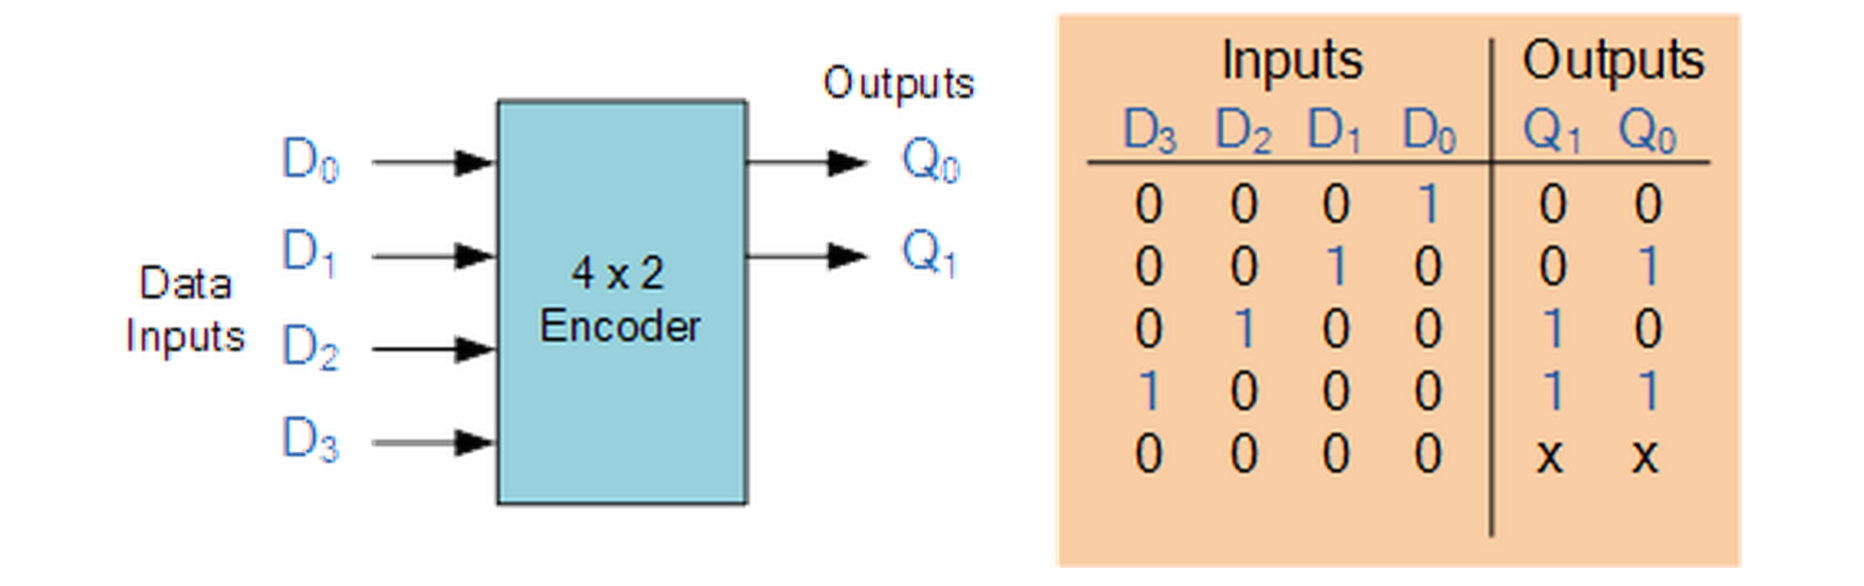 Outputs
D0
Q0
D1
Q1
Data
Inputs
4 x 2
Encoder
D2
D3
Inputs Outputs
D3 D2 D1 D0 Q1 Q0
0 0 0 1 0 0
0 0 1 0 0 1
0 1 0 0 1 0
1 0 0 0 1 1
0 0 0 0 x x